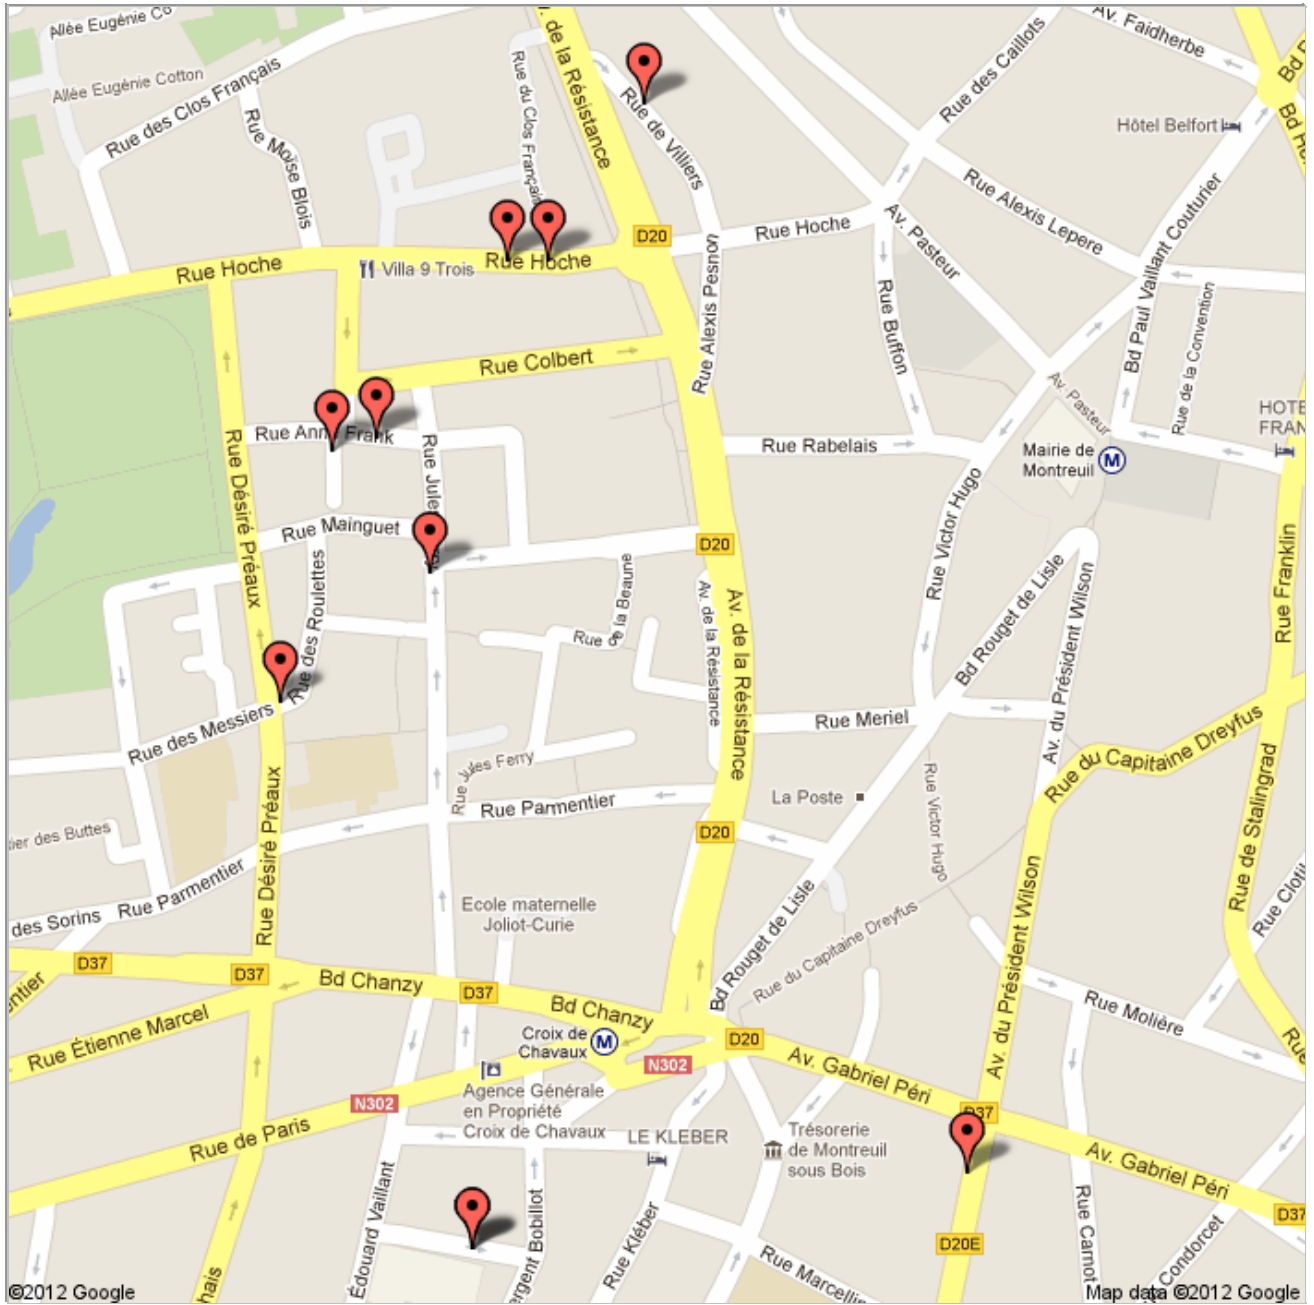 Allée Eugénie Co
Av. Faidherbe
Allée Eugénie Cotton
Rue des Clos Français
Rue Moïse Blois
Rue du Clos Français
Av. de la Résistance
Rue de Villiers
Rue des Caillots
Hôtel Belfort
Bd Paul Vaillant Couturier
Rue Alexis Lepere
D20
Rue Hoche
Av. Pasteur
Rue Hoche
Villa 9 Trois
Rue Hoche
Rue Alexis Pesnon
Rue Buffon
Rue de la Convention
Rue Colbert
Av. Pasteur
HOTE
FRAN
Rue Anne Frank
Rue Jules
Rue Rabelais
Mairie de
Montreuil
M
Rue Désiré Préaux
Rue Mainguet
D20
Rue Victor Hugo
Rue des Roulettes
Rue de la Beaune
Av. de la Résistance
Av. de la Résistance
Bd Rouget de Lisle
Av. du Président Wilson
Rue Franklin
Rue des Messiers
Rue Meriel
Rue Jules Ferry
Rue du Capitaine Dreyfus
La Poste
Rue Victor Hugo
Rue Parmentier
ier des Buttes
D20
Rue Désiré Préaux
Rue de Stalingrad
Rue Parmentier
des Sorins
Ecole maternelle
Joliot-Curie
Bd Rouget de Lisle
Rue du Capitaine Dreyfus
Av. du Président Wilson
Rue Cloti
D37
D37
Bd Chanzy
D37
Bd Chanzy
entier
Rue Étienne Marcel
Croix de
Chavaux
M
D20
Rue Molière
Rue
N302
Av. Gabriel Péri
Agence Générale
en Propriété
Croix de Chavaux
N302
D37
Rue de Paris
LE KLEBER
Trésorerie
de Montreuil
sous Bois
Av. Gabriel Péri
Édouard Vaillant
ergent Bobillot
Rue Kléber
Rue Carnot
Condorcet
D37
D20E
Rue Marcellin
hais
©2012 Google
Map data ©2012 Google